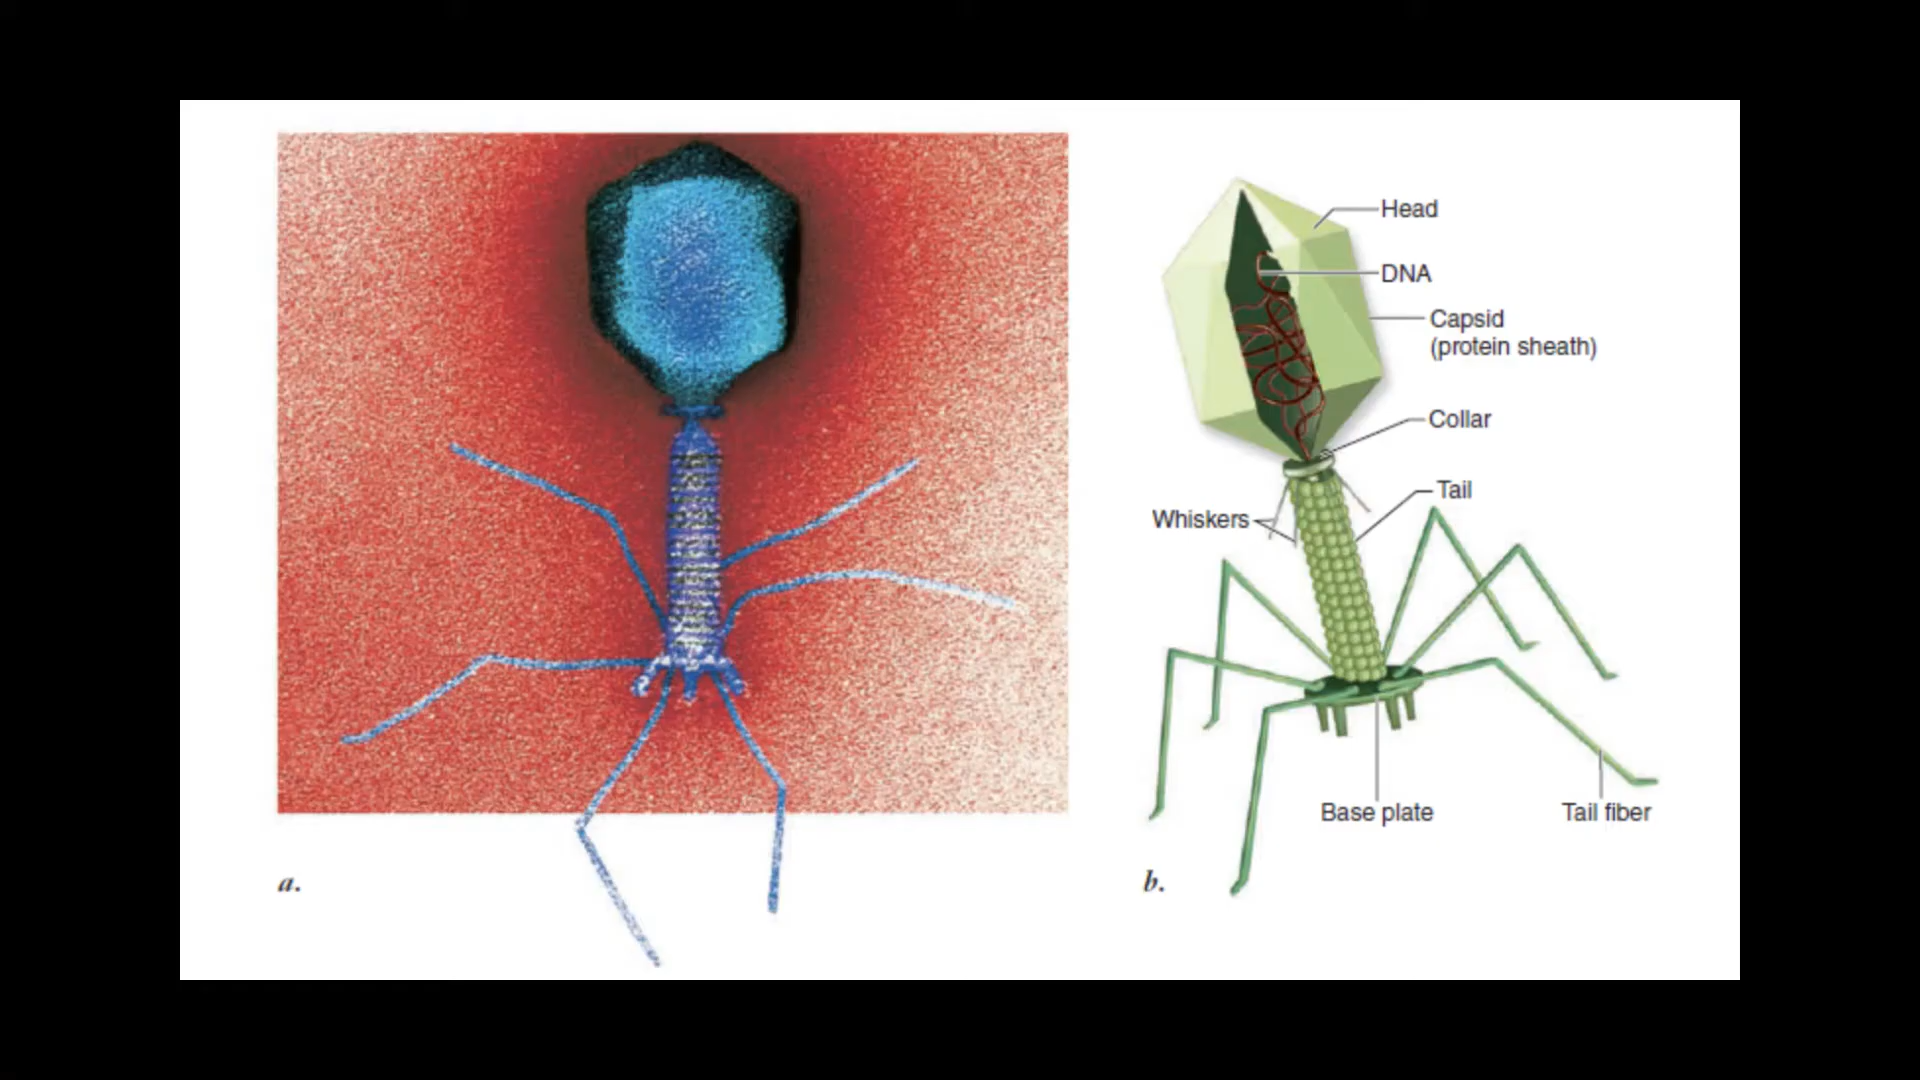 Head
DNA
Capsid
(protein sheath)
Collar
Tail
Whiskers
Base plate
Tail fiber
a.
b.